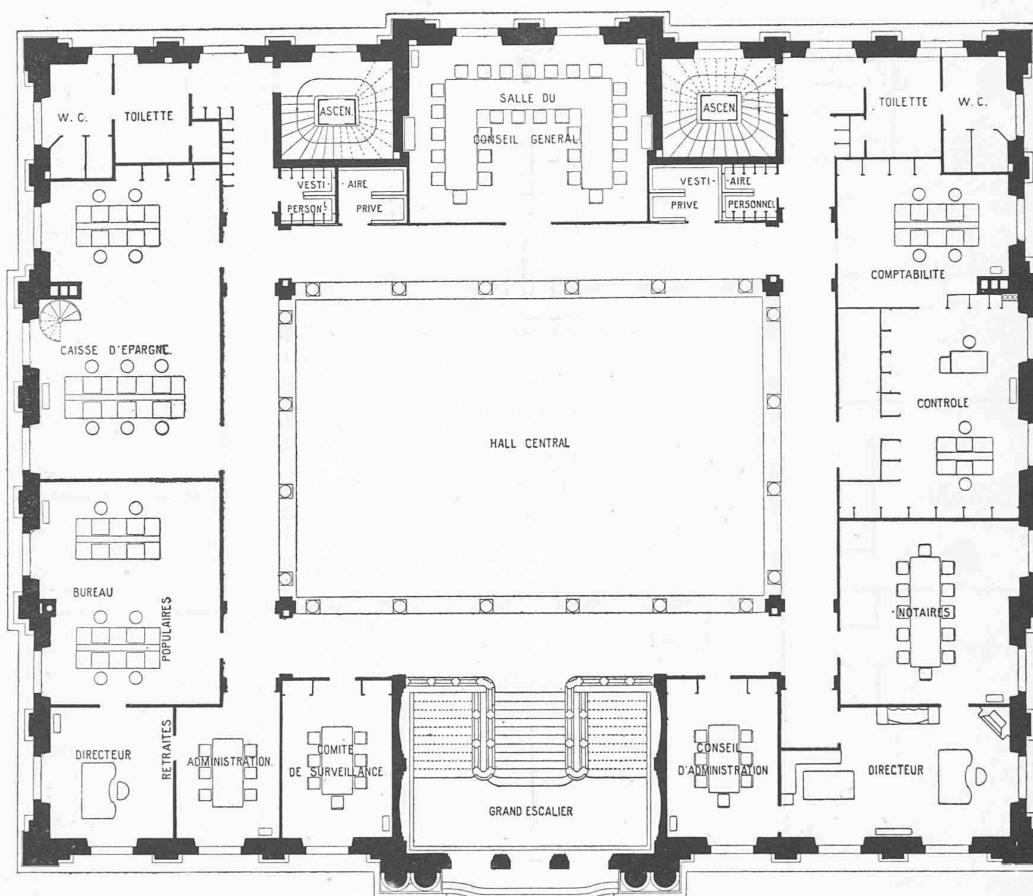 W. C.
TOILETTE
ASCEN.
SALLE DU
CONSEIL GENERAL.
ASCEN.
TOILETTE
W. C.
VESTI-
AIRE
PERSONˡ
PRIVE
VESTI-
AIRE
PRIVE
PERSONNEL
COMPTABILITE
CAISSE D'EPARGNE.
CONTROLE
HALL CENTRAL
BUREAU
POPULAIRES
NOTAIRES
DIRECTEUR
RETRAITES
ADMINISTRATION.
COMITE
DE SURVEILLANCE
GRAND ESCALIER
CONSEIL
D'ADMINISTRATION
DIRECTEUR